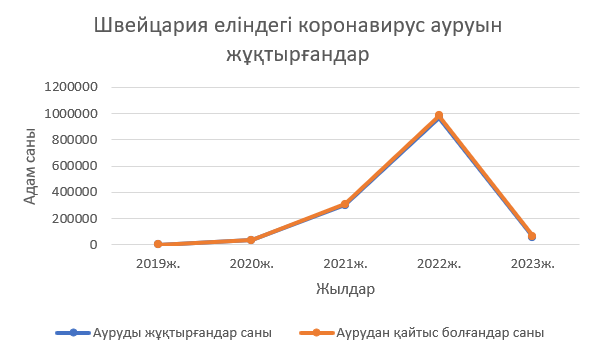 Швейцария еліндегі коронавирус ауруын
жұқтырғандар
Адам саны
1200000
1000000
800000
600000
400000
200000
0
2019ж. 2020ж. 2021ж. 2022ж. 2023ж.
Жылдар
Ауруды жұқтырғандар саны Аурудан қайтыс болғандар саны